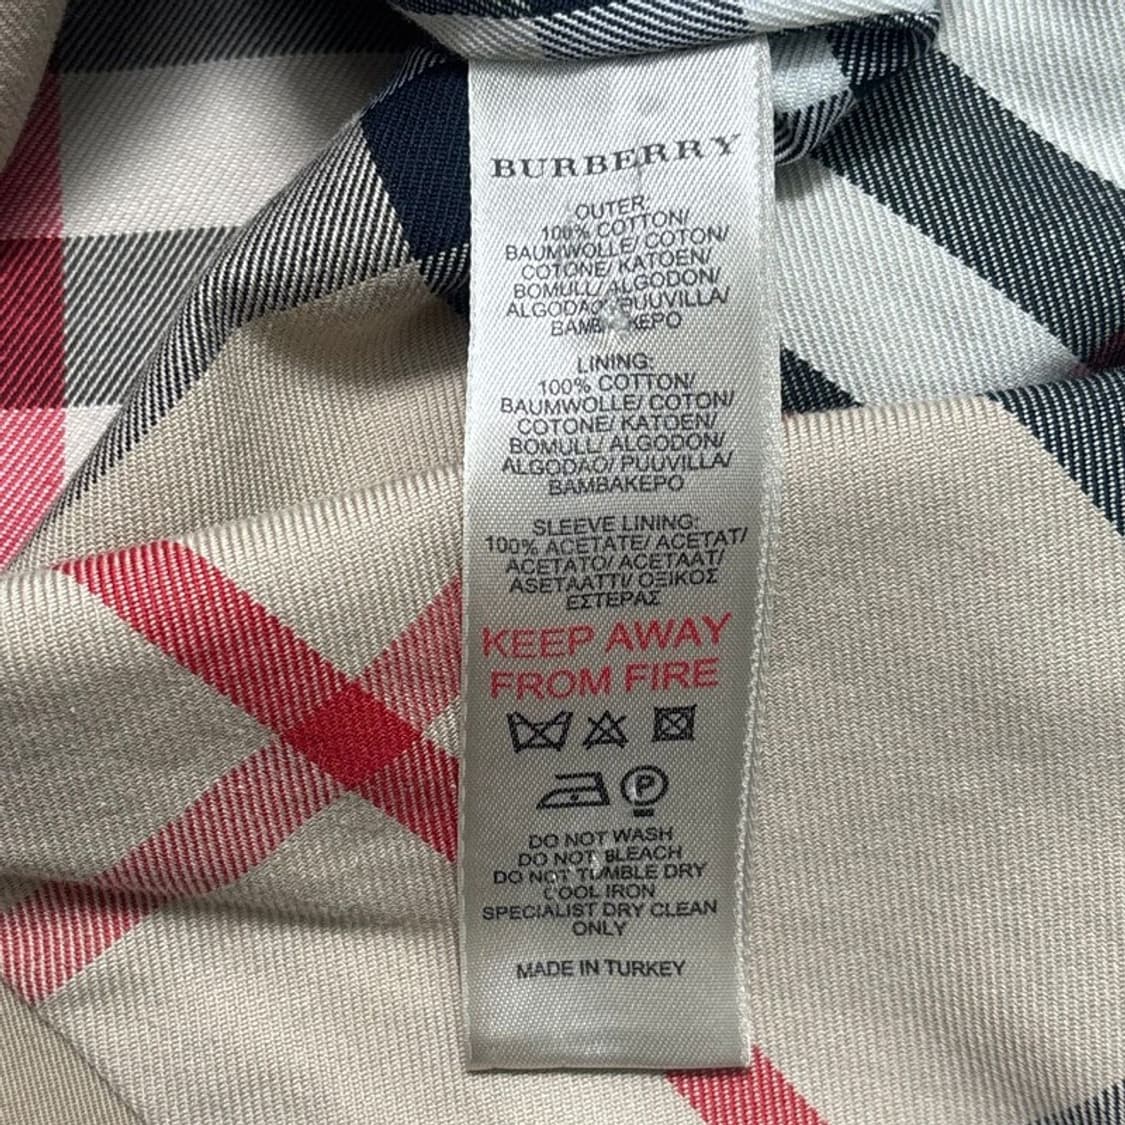 BURBERRY
OUTER:
100% COTTON/
BAUMWOLLE/ COTON/
COTONE/ KATOEN/
BOMULL/ ALGODON/
ALGODAO/ PUUVILLA/
BAMBAKEPO
LINING:
100% COTTON/
BAUMWOLLE/ COTON/
COTONE/ KATOEN/
BOMULL/ ALGODON/
ALGODAO/ PUUVILLA/
BAMBAKEPO
SLEEVE LINING:
100% ACETATE/ ACETAT/
ACETATO/ ACETAAT/
ASETAATTI/ ΟΞΙΚΟΣ
ΕΣΤΕΡΑΣ
KEEP AWAY
FROM FIRE
P
DO NOT WASH
DO NOT BLEACH
DO NOT TUMBLE DRY
COOL IRON
SPECIALIST DRY CLEAN
ONLY
MADE IN TURKEY